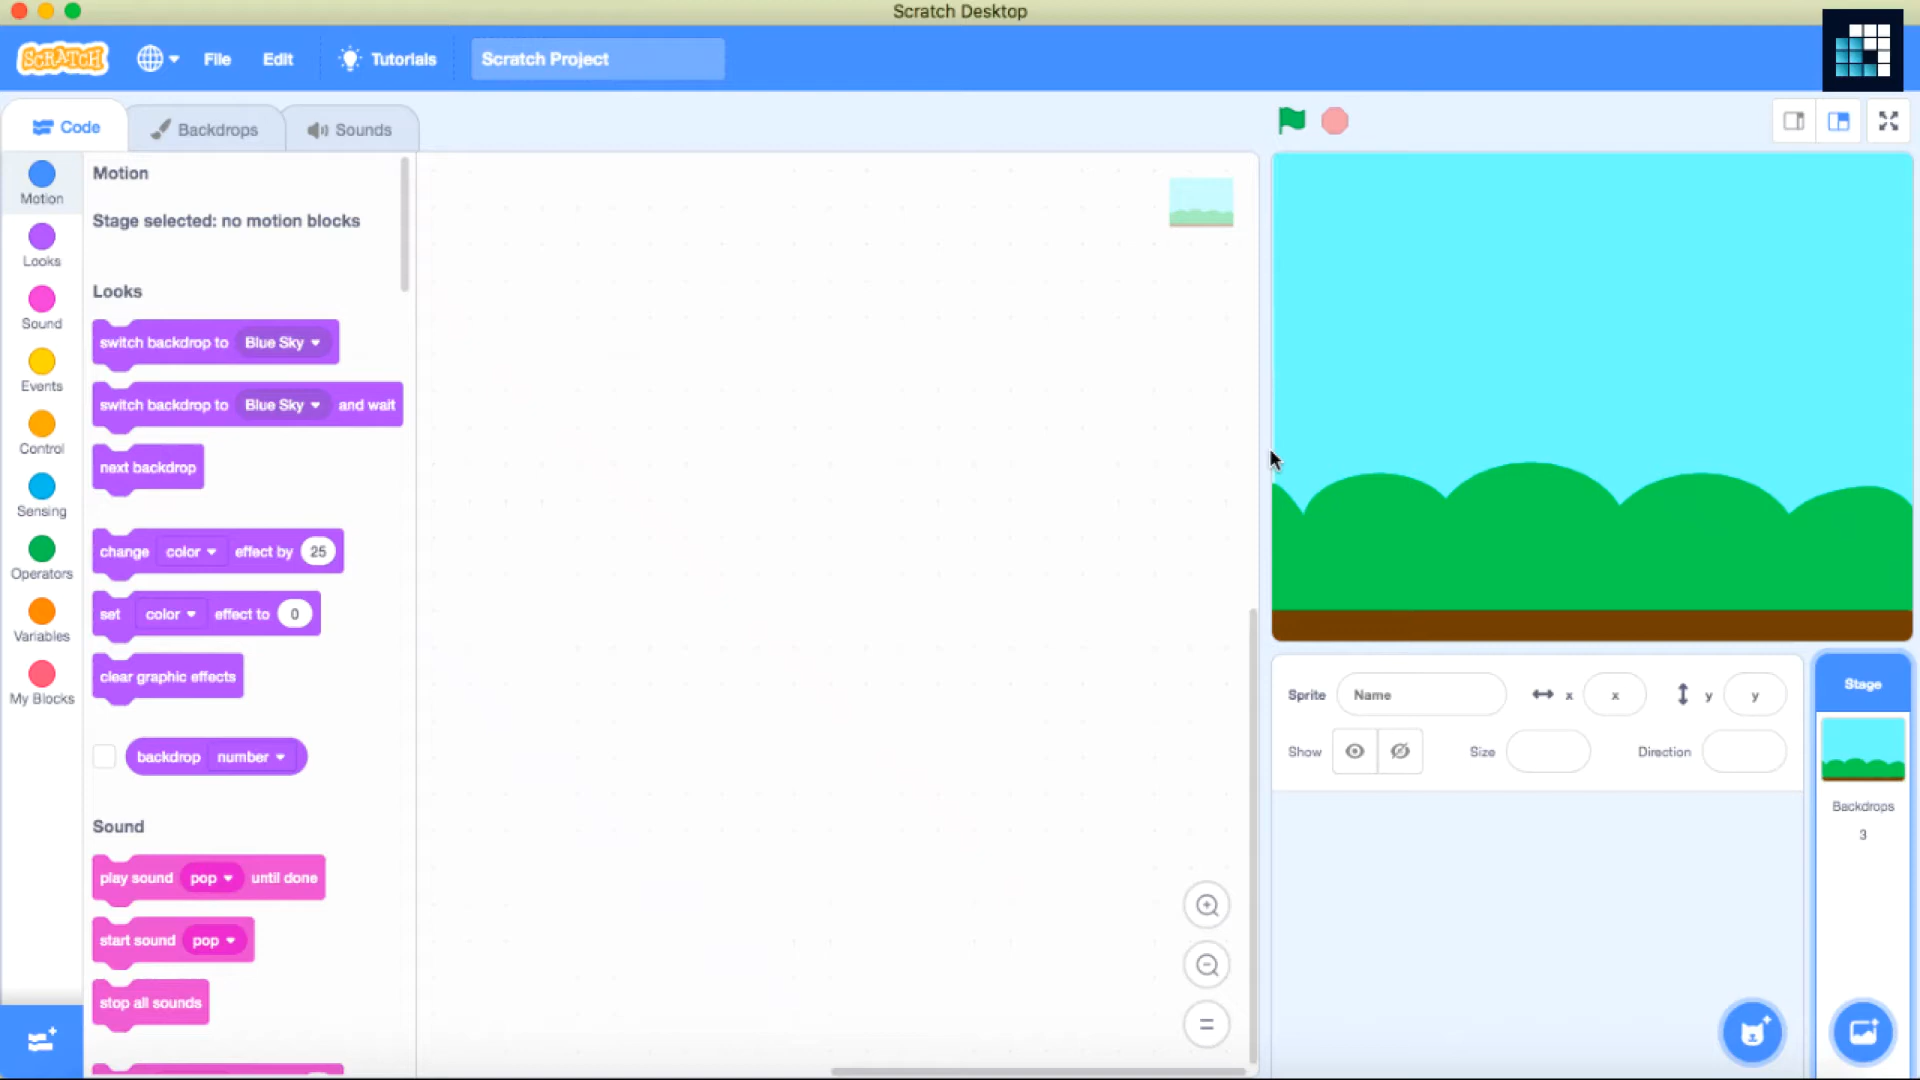 Scratch Desktop
SCRATCH
File
Edit
Tutorials
Scratch Project
Code
Backdrops
Sounds
Motion
Looks
Sound
Events
Control
Sensing
Operators
Variables
My Blocks
Motion
Stage selected: no motion blocks
Looks
switch backdrop to Blue Sky
switch backdrop to Blue Sky and wait
next backdrop
change color effect by 25
set color effect to 0
clear graphic effects
backdrop number
Sound
play sound pop until done
start sound pop
stop all sounds
Sprite Name x x y y
Show Size Direction
Stage
Backdrops
3